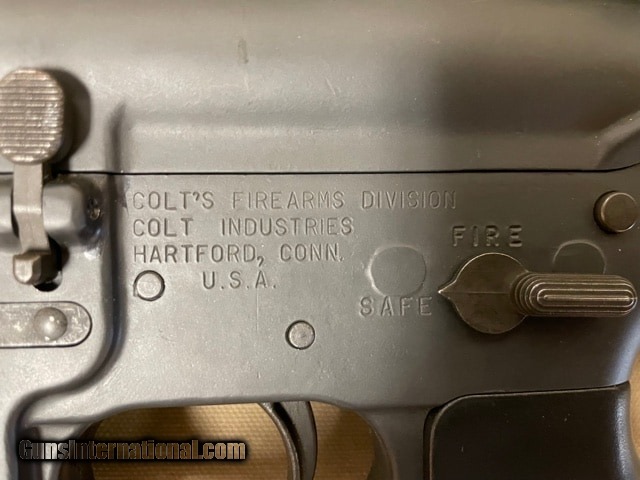 COLT'S FIREARMS DIVISION
COLT INDUSTRIES
HARTFORD, CONN.
U.S.A.
FIRE
SAFE
GunsInternational.com